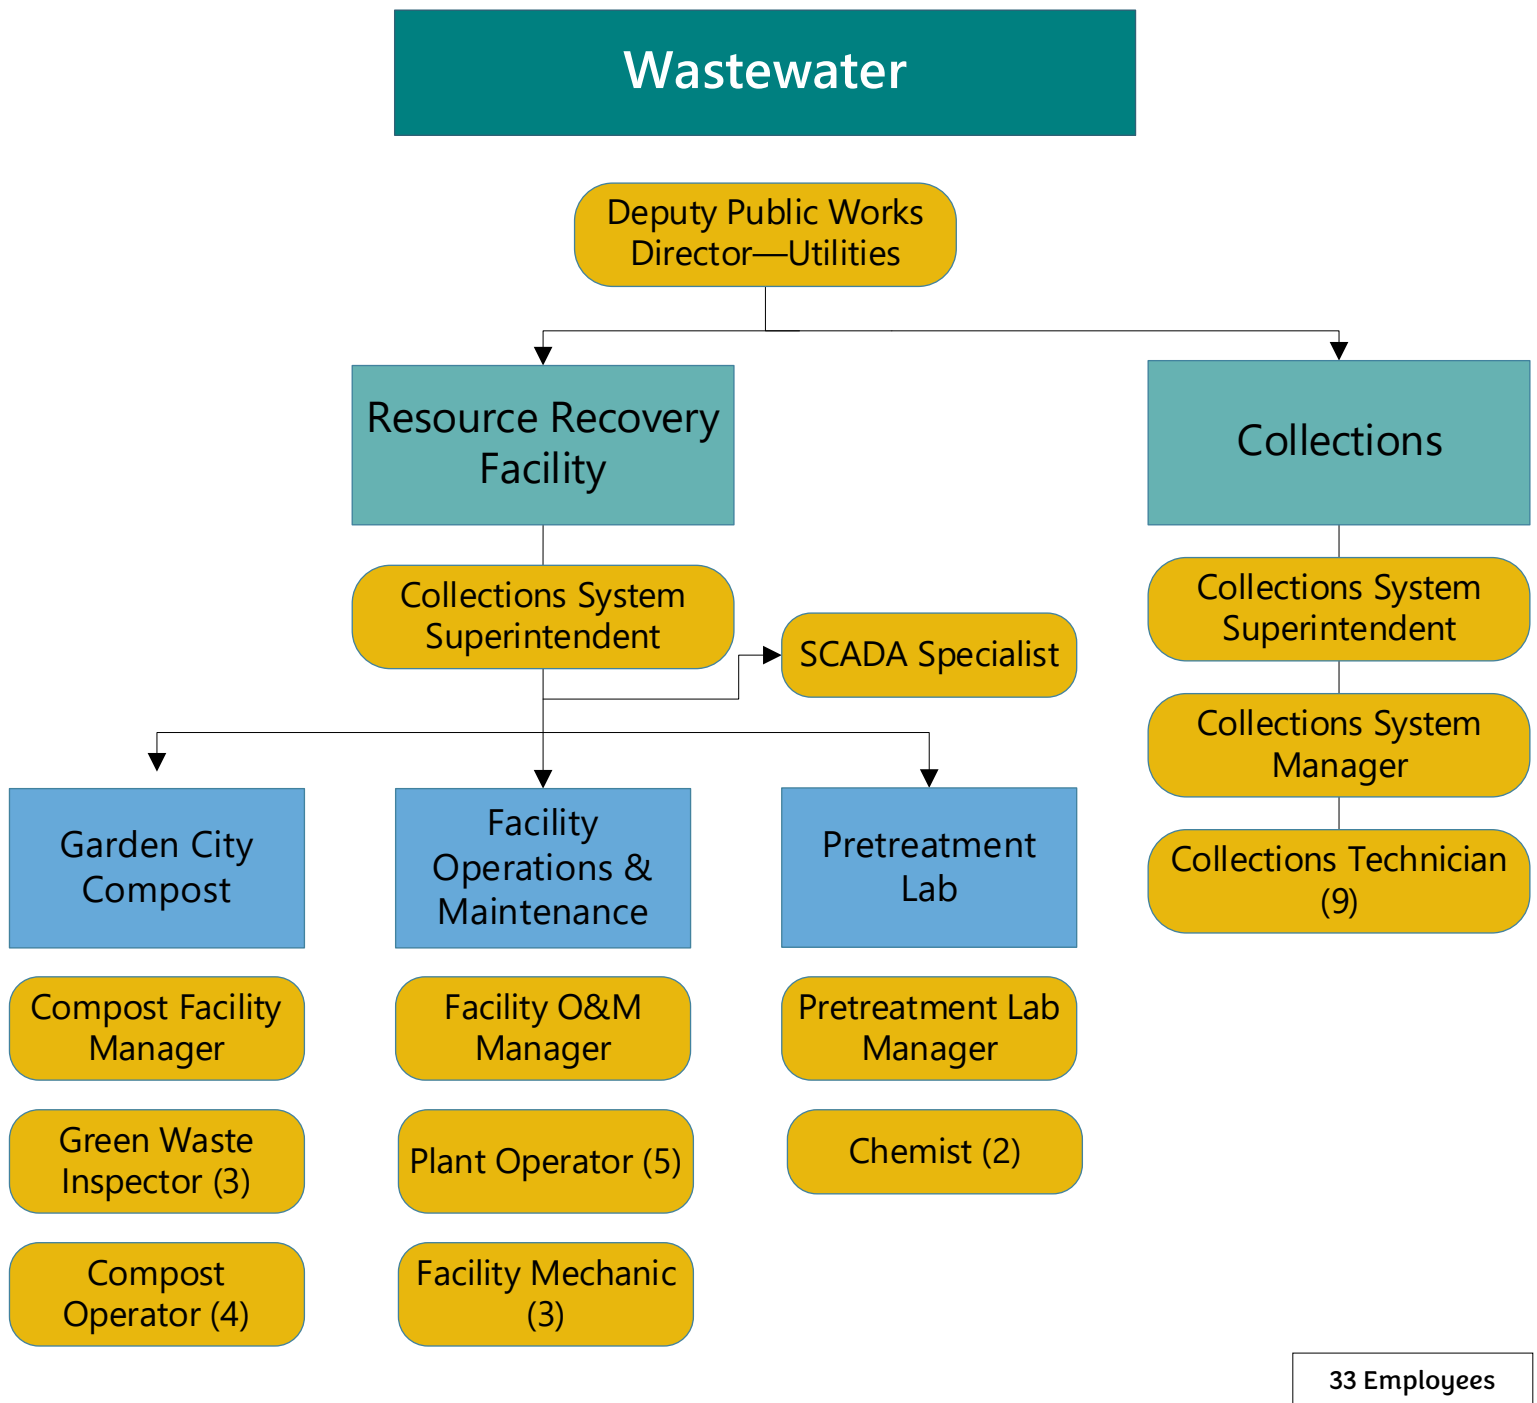 Wastewater
Deputy Public Works
Director—Utilities
Resource Recovery
Facility
Collections
Collections System
Superintendent
SCADA Specialist
Collections System
Superintendent
Collections System
Manager
Collections Technician
(9)
Garden City
Compost
Facility
Operations &
Maintenance
Pretreatment
Lab
Compost Facility
Manager
Green Waste
Inspector (3)
Compost
Operator (4)
Facility O&M
Manager
Plant Operator (5)
Facility Mechanic
(3)
Pretreatment Lab
Manager
Chemist (2)
33 Employees